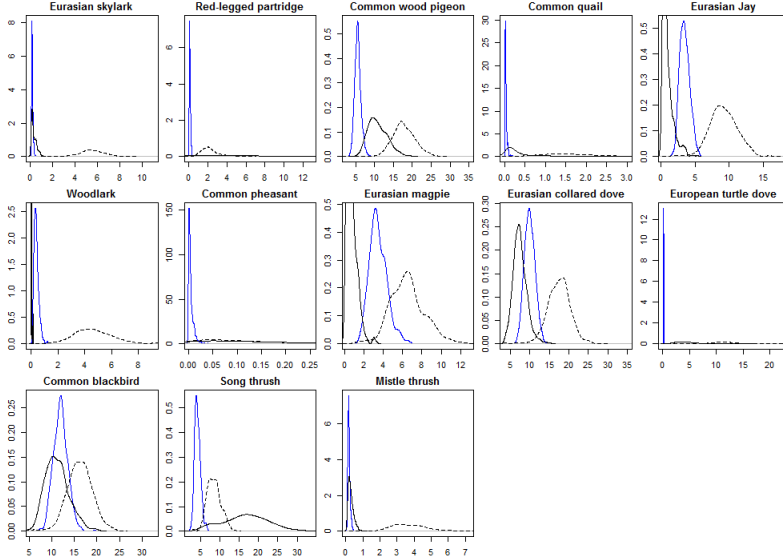 Eurasian skylark
Red-legged partridge
Common wood pigeon
Common quail
Eurasian Jay
0 2 4 6 8
0 2 4 6 8 10
0 2 4 6
0 2 4 6 8 10 12
0.0 0.1 0.2 0.3 0.4 0.5
5 10 15 20 25 30 35
0 5 10 15 20 25 30
0.0 0.5 1.0 1.5 2.0 2.5 3.0
0.0 0.1 0.2 0.3 0.4 0.5
0 5 10 15
Woodlark
Common pheasant
Eurasian magpie
Eurasian collared dove
European turtle dove
0.0 0.5 1.0 1.5 2.0 2.5
0 2 4 6 8
0 50 100 150
0.00 0.05 0.10 0.15 0.20 0.25
0.0 0.1 0.2 0.3 0.4 0.5
0 2 4 6 8 10 12
0.00 0.05 0.10 0.15 0.20 0.25 0.30
5 10 15 20 25 30 35
0 2 4 6 8 10 12
0 5 10 15 20
Common blackbird
Song thrush
Mistle thrush
0.00 0.05 0.10 0.15 0.20 0.25
5 10 15 20 25 30
0.0 0.1 0.2 0.3 0.4 0.5
5 10 15 20 25 30
0 2 4 6
0 1 2 3 4 5 6 7